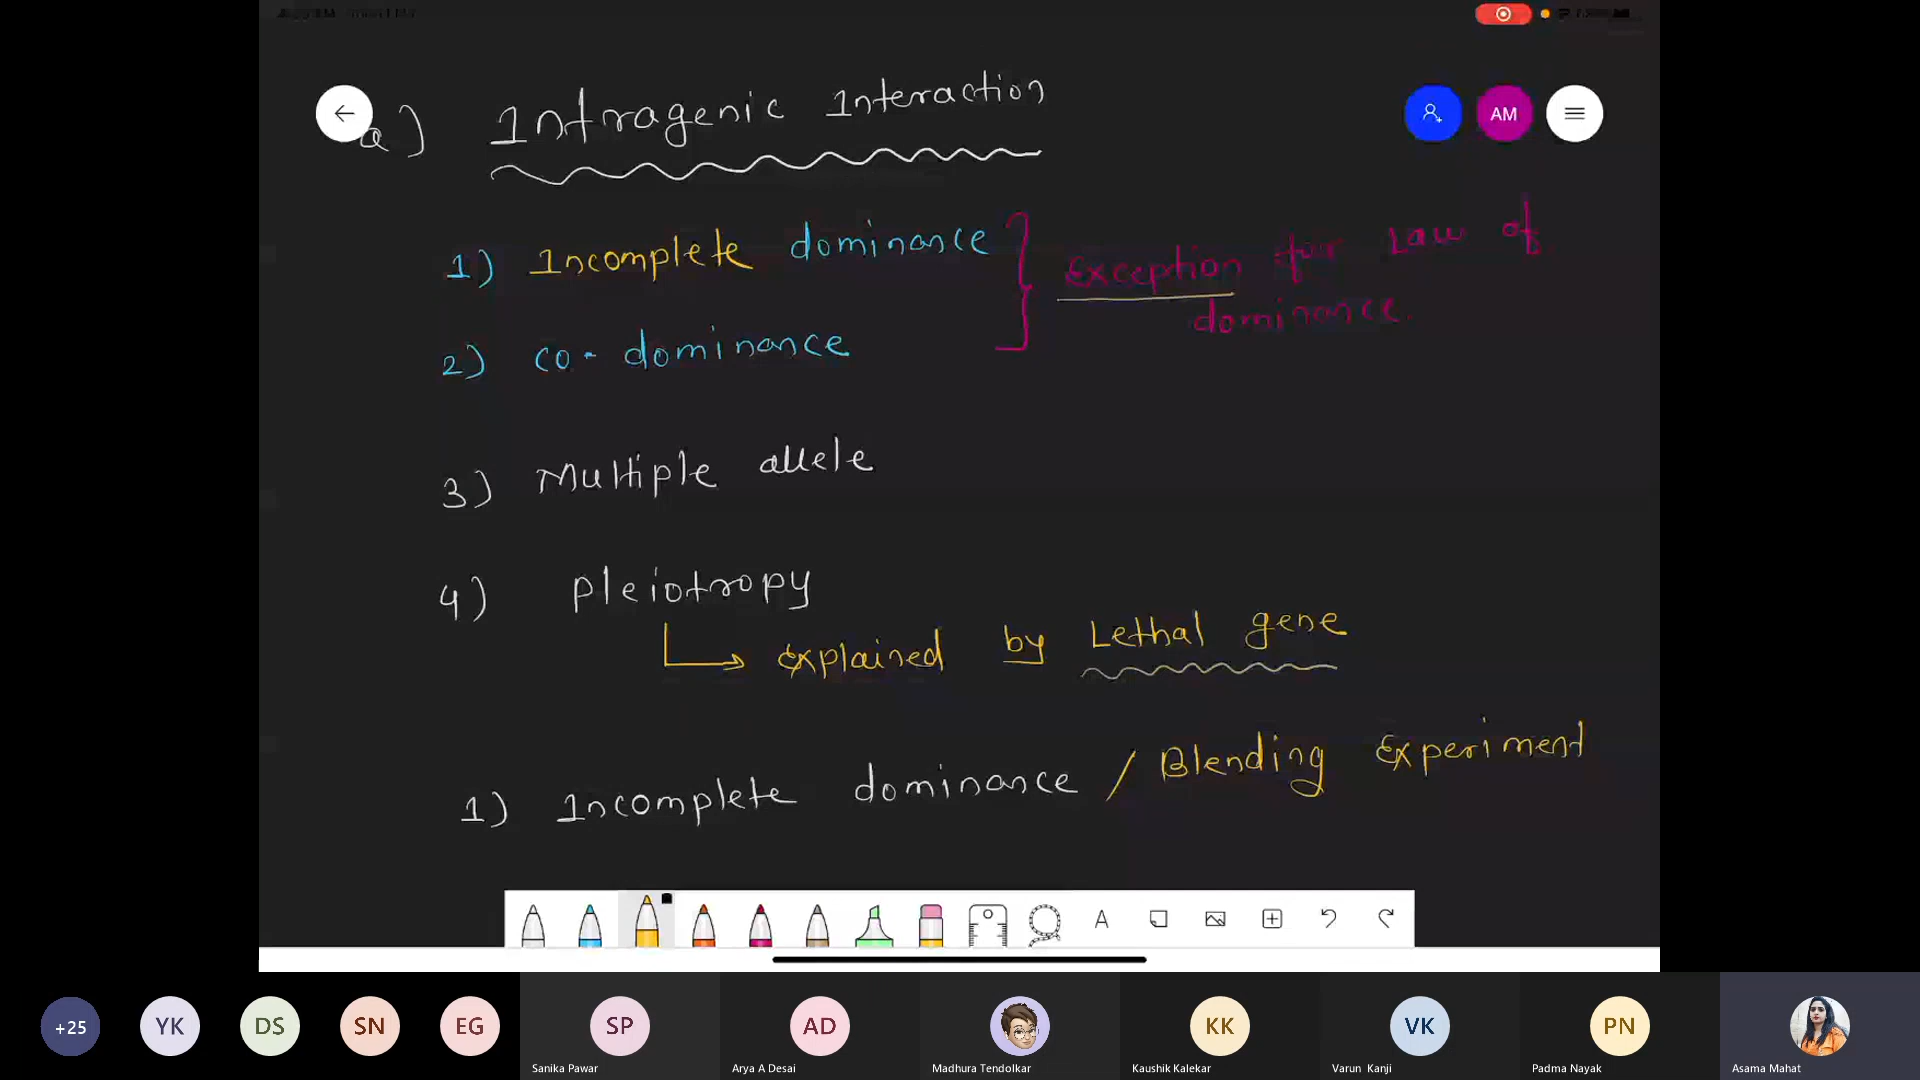 a) Intragenic Interaction
AM
1) Incomplete dominance
Exception for Law of
dominance.
2) co-dominance
3) Multiple allele
4) Pleiotropy
explained by Lethal gene
1) Incomplete dominance / Blending Experiment
A
+25 YK DS SN EG SP AD KK VK PN
Sanika Pawar Arya A Desai Madhura Tendolkar Kaushik Kalekar Varun Kanji Padma Nayak Asama Mahat